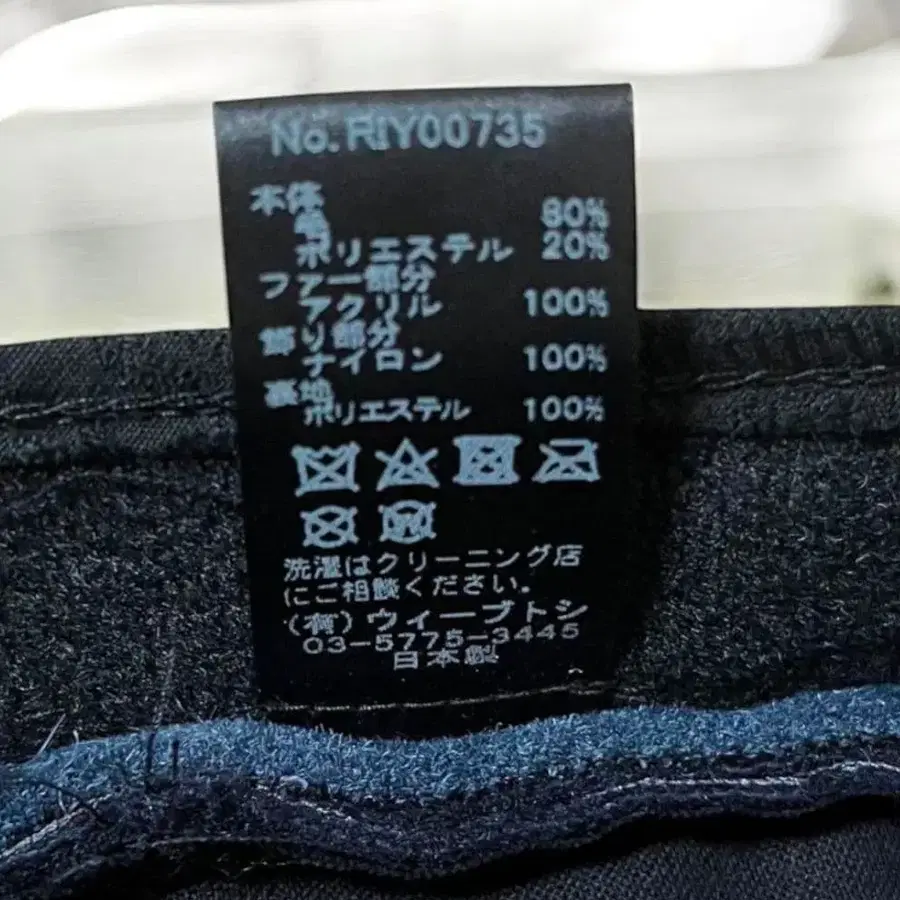 No. RIY00735
本体
80%
ポリエステル 20%
ファー部分
アクリル 100%
飾り部分
ナイロン 100%
裏地
ポリエステル 100%
洗濯はクリーニング店
にご相談ください。
(有)ウィーブトシ
03-5775-3445
日本製